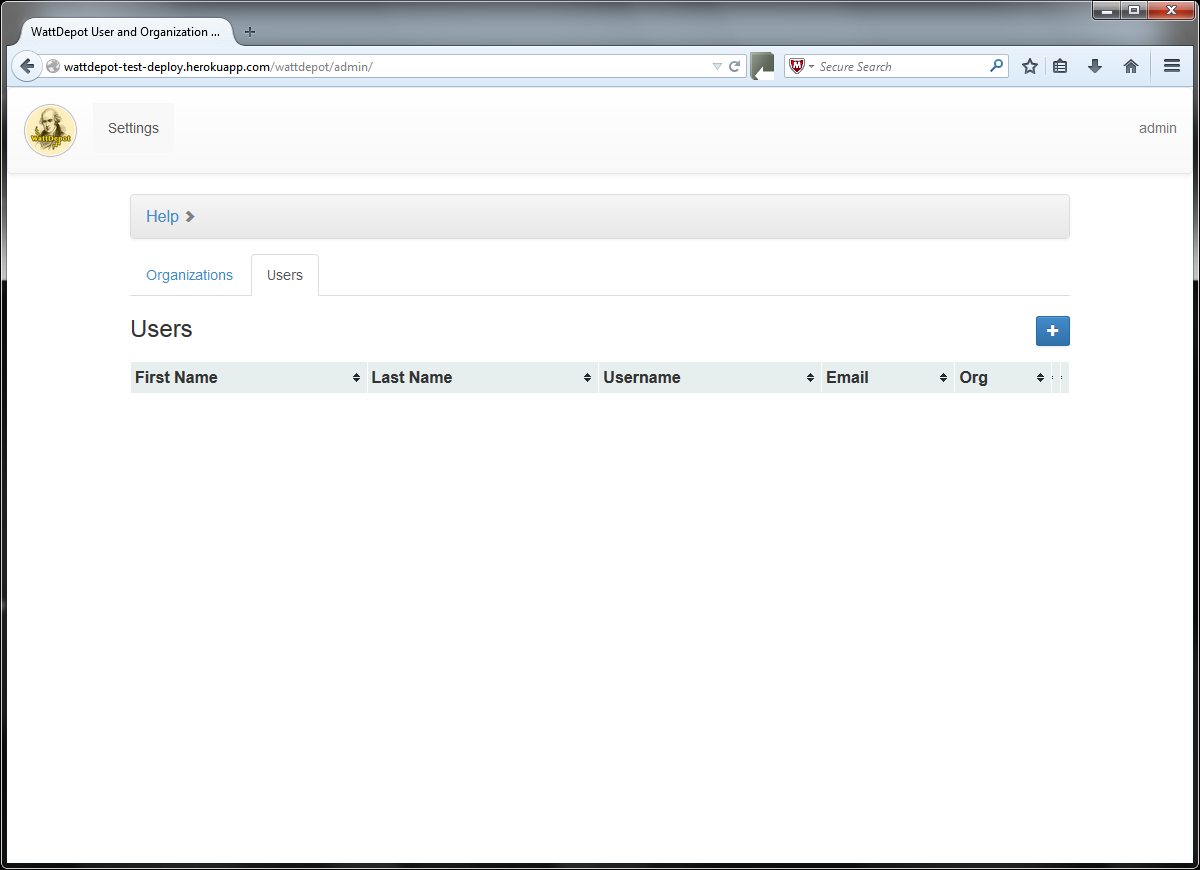 WattDepot User and Organization ...
wattdepot-test-deploy.herokuapp.com/wattdepot/admin/
Secure Search
WattDepot
Settings
admin
Help
Organizations
Users
Users
First Name Last Name Username Email Org